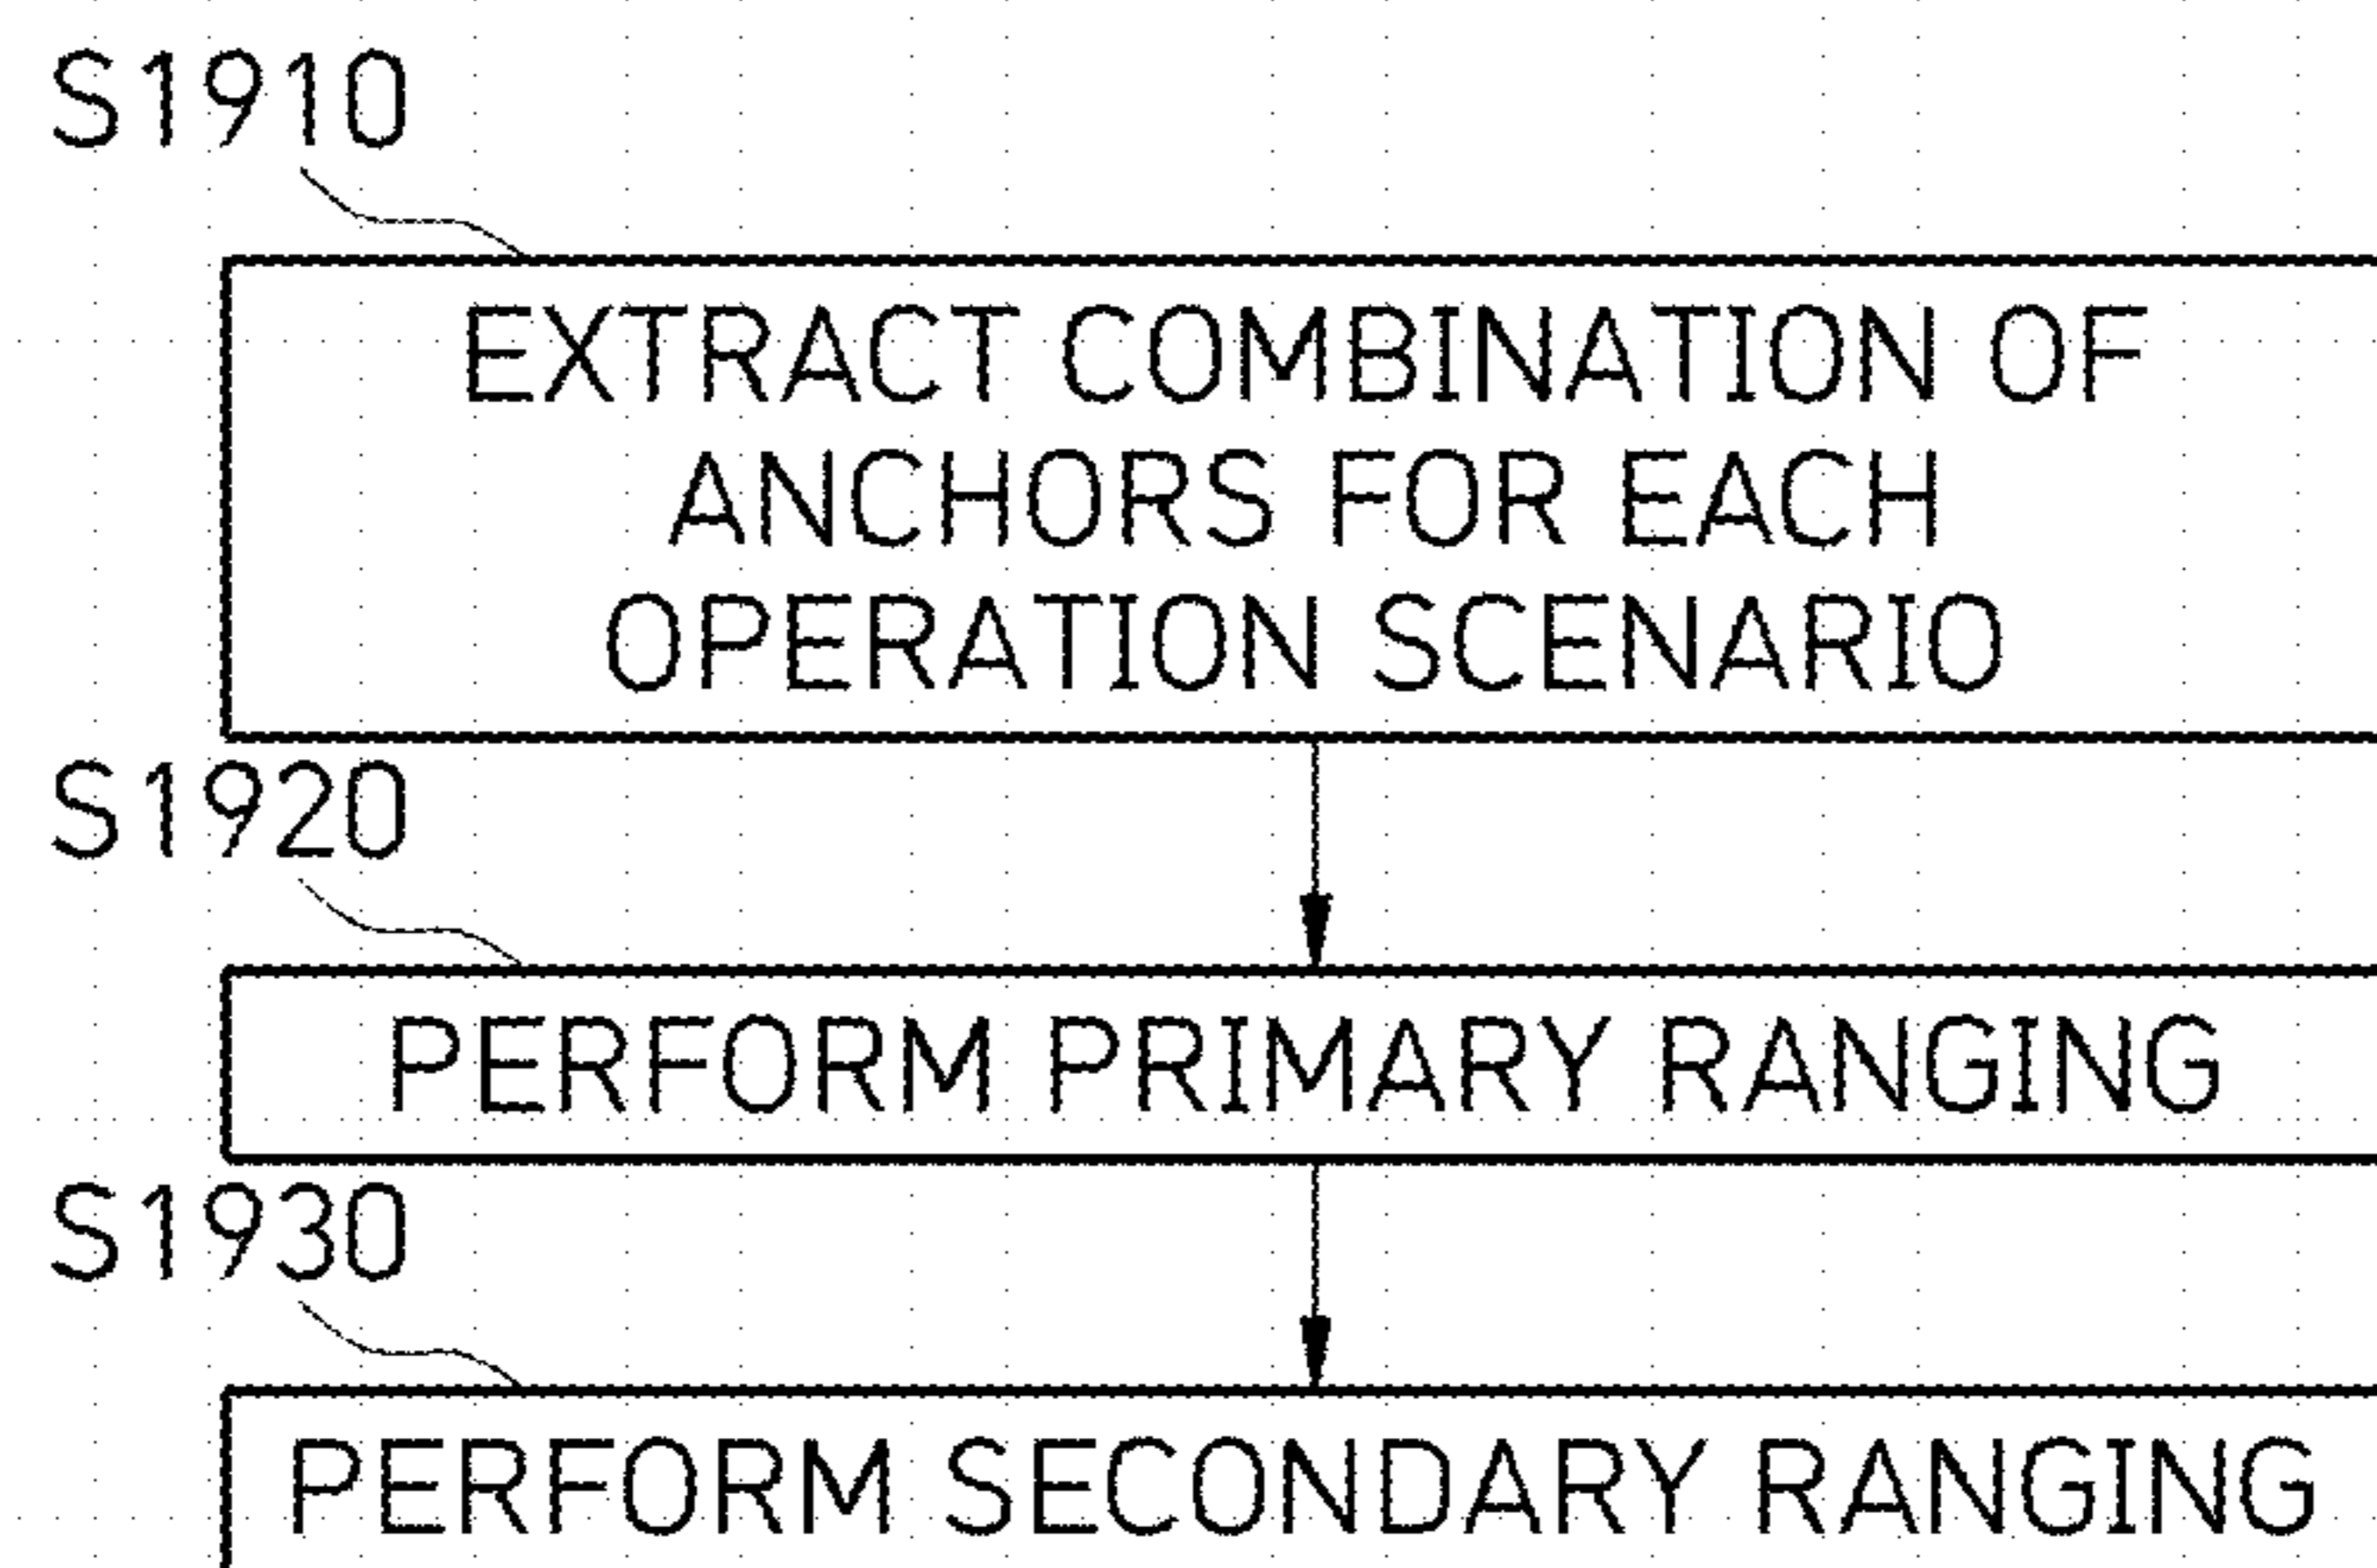 S1910
EXTRACT COMBINATION OF
ANCHORS FOR EACH
OPERATION SCENARIO
S1920
PERFORM PRIMARY RANGING
S1930
PERFORM SECONDARY RANGING